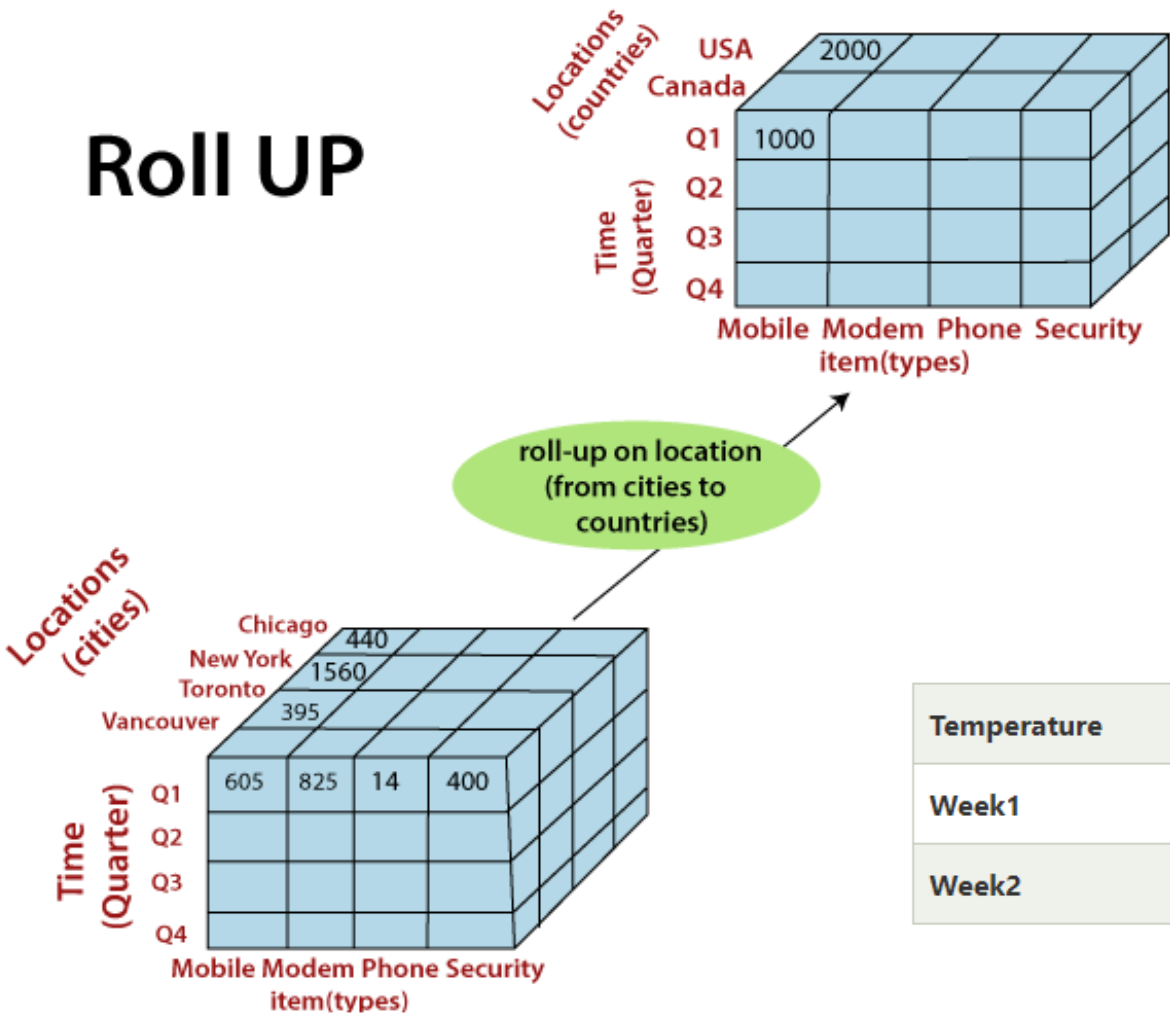 Roll UP
Locations
(countries)
USA
Canada
2000
Q1
Q2
Q3
Q4
1000
Time
(Quarter)
Mobile Modem Phone Security
item(types)
roll-up on location
(from cities to
countries)
Locations
(cities)
Chicago
New York
Toronto
Vancouver
440
1560
395
605 825 14 400
Time
(Quarter)
Q1
Q2
Q3
Q4
Mobile Modem Phone Security
item(types)
Temperature
Week1
Week2